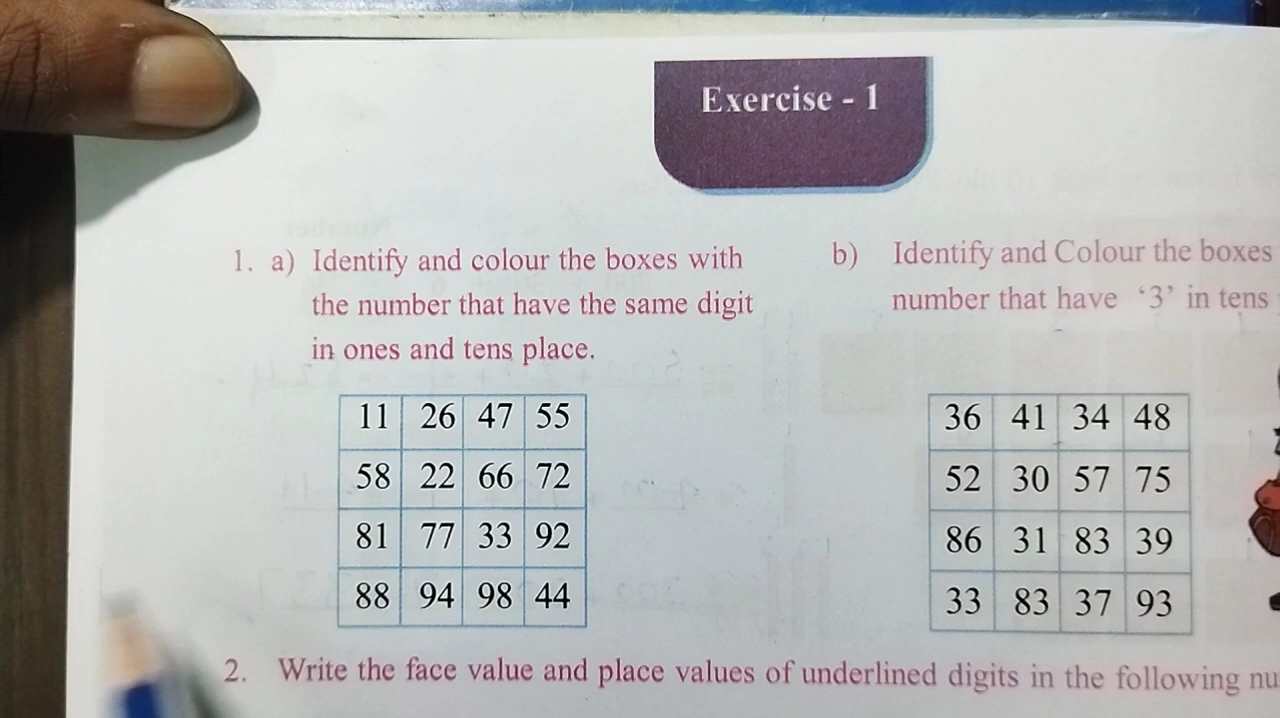 Exercise - 1
1. a) Identify and colour the boxes with
the number that have the same digit
in ones and tens place.
11 26 47 55
58 22 66 72
81 77 33 92
88 94 98 44
b) Identify and Colour the boxes
number that have ‘3’ in tens
36 41 34 48
52 30 57 75
86 31 83 39
33 83 37 93
2. Write the face value and place values of underlined digits in the following nu